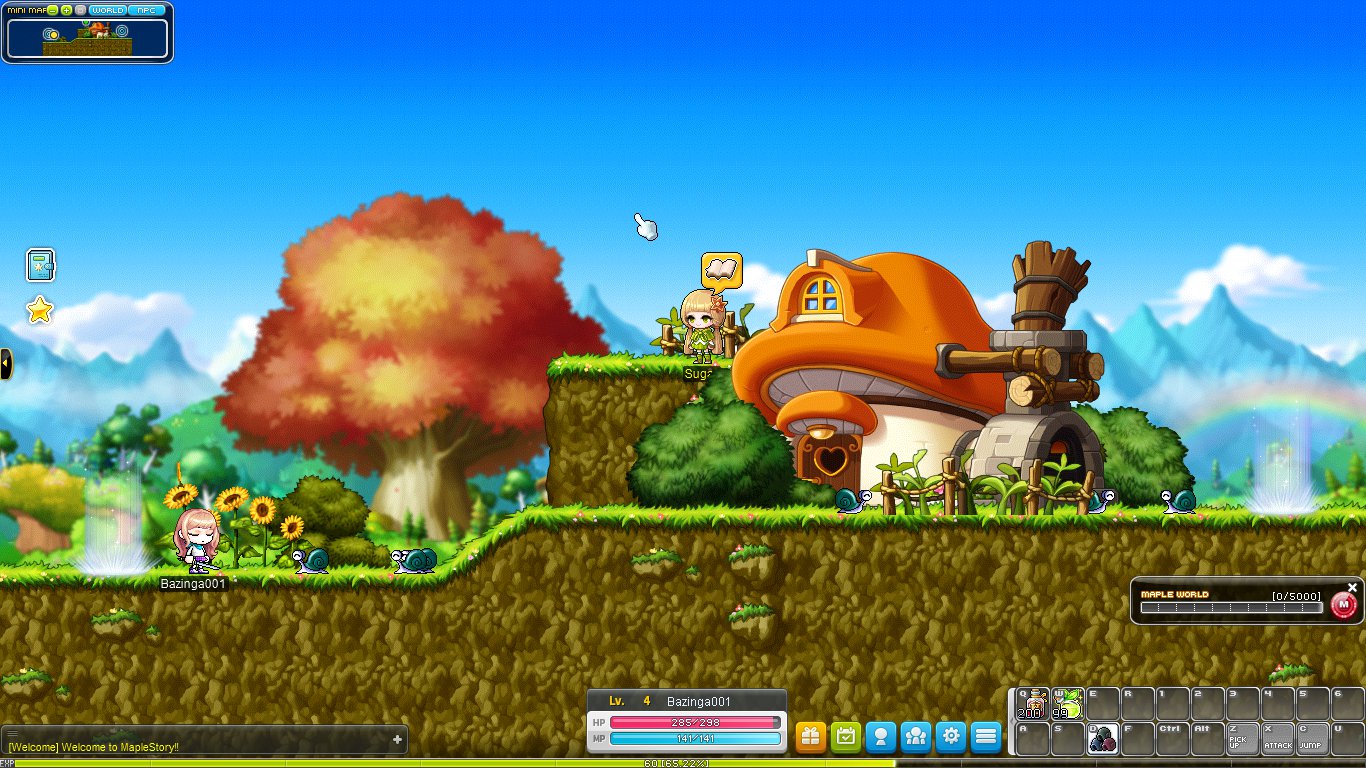 MINI MAP
WORLD
NPC
Suga
Bazinga001
MAPLE WORLD
[0/5000]
M
Lv. 4 Bazinga001
HP 285/298
MP 141/141
[Welcome] Welcome to MapleStory!!
Q W E R 1 2 3 4 5 6
200 99
A S D F Ctrl Alt Z X C U
PICK UP
ATTACK
JUMP
EXP 60 [65.22%]